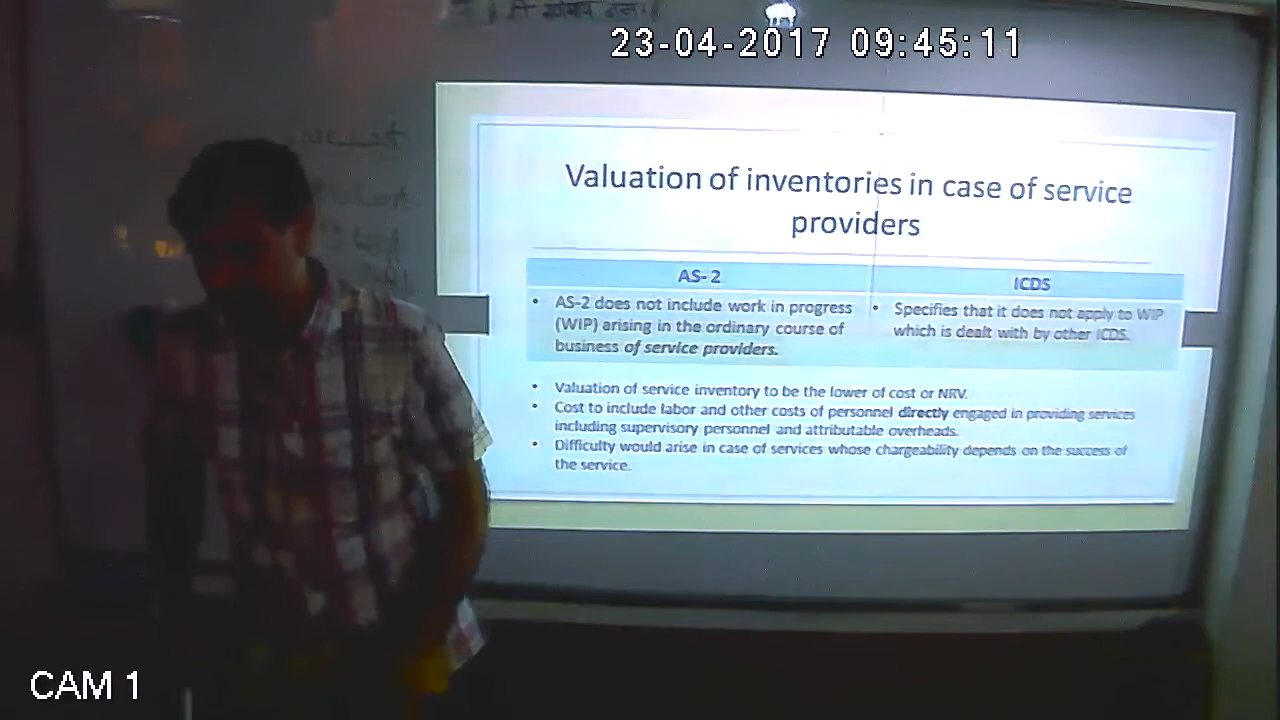 23-04-2017 09:45:11
Valuation of inventories in case of service
providers
AS-2
ICDS
• AS-2 does not include work in progress
(WIP) arising in the ordinary course of
business of service providers.
• Specifies that it does not apply to WIP
which is dealt with by other ICDS.
• Valuation of service inventory to be the lower of cost or NRV.
• Cost to include labor and other costs of personnel directly engaged in providing services
including supervisory personnel and attributable overheads.
• Difficulty would arise in case of services whose chargeability depends on the success of
the service.
CAM 1